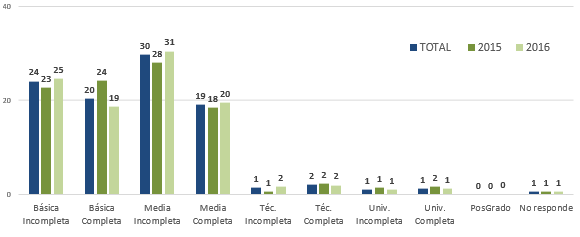 40
20
0
TOTAL 2015 2016
24 23 25
20 24 19
30 28 31
19 18 20
1 1 2
2 2 2
1 1 1
1 2 1
0 0 0
1 1 1
Básica Incompleta
Básica Completa
Media Incompleta
Media Completa
Téc. Incompleta
Téc. Completa
Univ. Incompleta
Univ. Completa
PosGrado
No responde